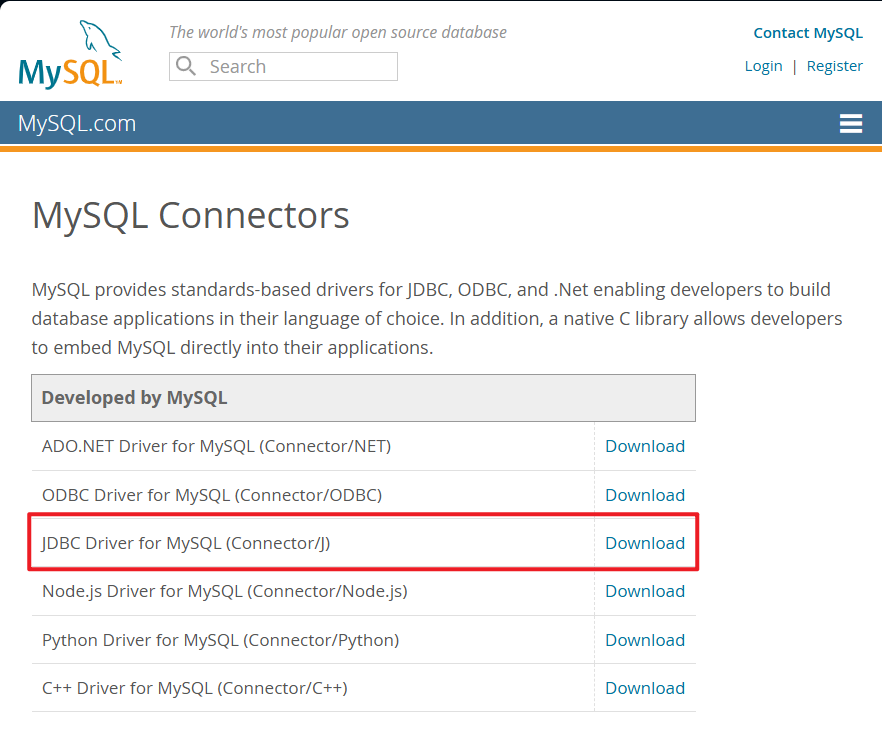 The world's most popular open source database
Contact MySQL
MySQL™
Search
Login | Register
MySQL.com
MySQL Connectors
MySQL provides standards-based drivers for JDBC, ODBC, and .Net enabling developers to build
database applications in their language of choice. In addition, a native C library allows developers
to embed MySQL directly into their applications.
Developed by MySQL
ADO.NET Driver for MySQL (Connector/NET) Download
ODBC Driver for MySQL (Connector/ODBC) Download
JDBC Driver for MySQL (Connector/J) Download
Node.js Driver for MySQL (Connector/Node.js) Download
Python Driver for MySQL (Connector/Python) Download
C++ Driver for MySQL (Connector/C++) Download